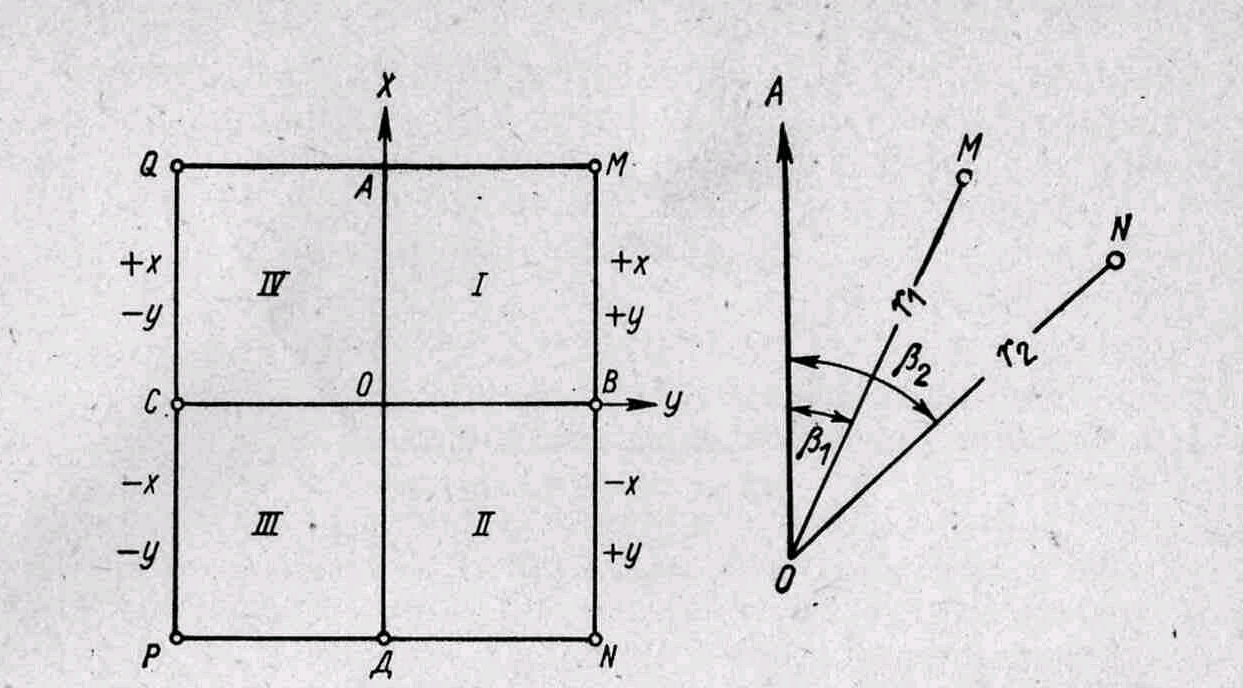 X
Q
A
M
+x
IV
I
+x
-y
+y
C
O
B
y
-x
III
II
-x
-y
+y
P
Д
N
A
M
N
r1
r2
β2
β1
O